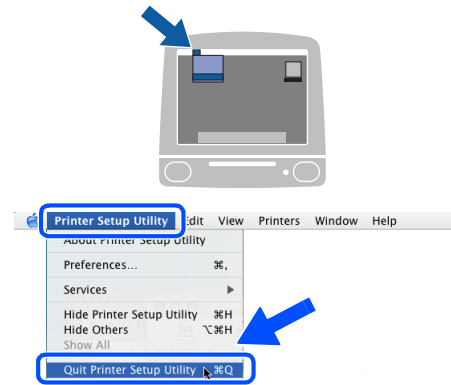 Printer Setup Utility Edit View Printers Window Help
About Printer Setup Utility
Preferences... ⌘,
Services ▶
Hide Printer Setup Utility ⌘H
Hide Others ⌥⌘H
Show All
Quit Printer Setup Utility ⌘Q